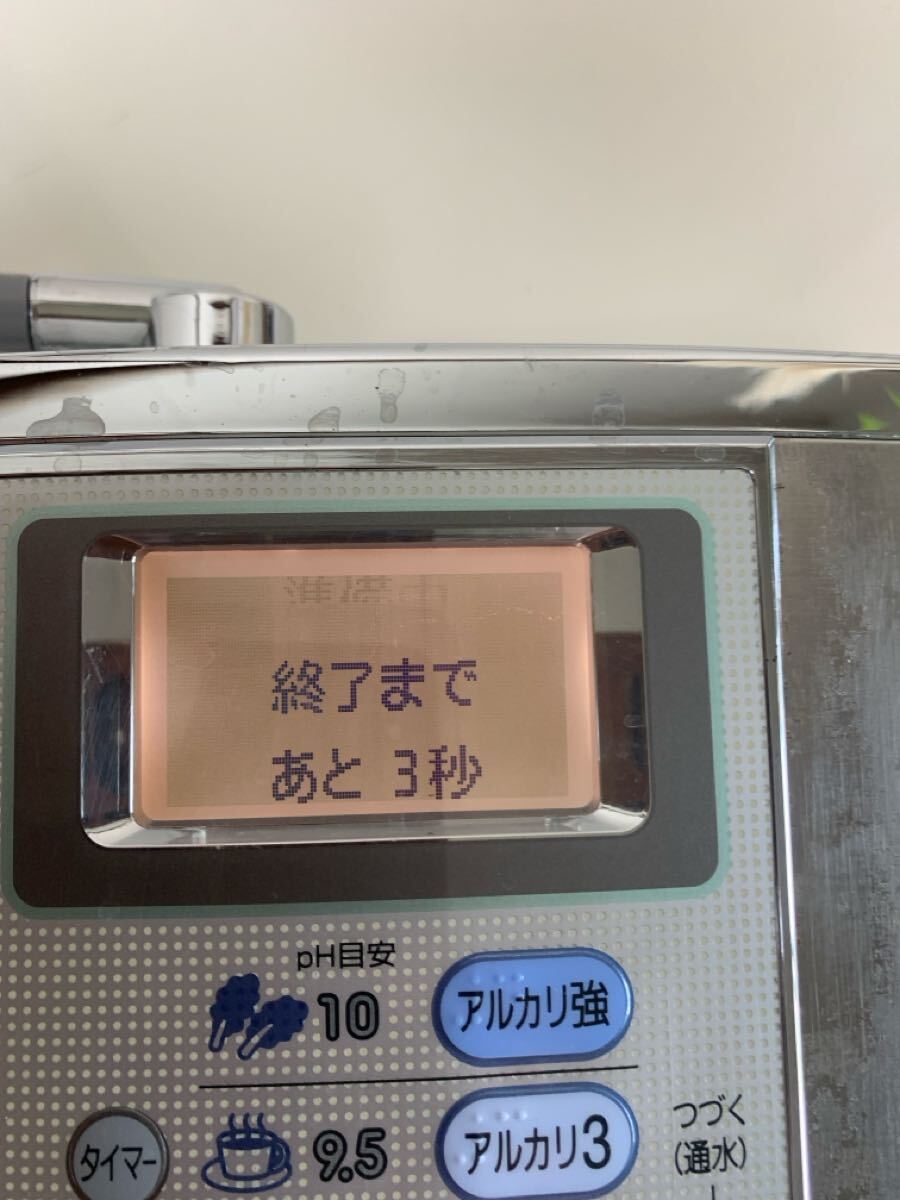 終了まで
あと 3秒
pH目安
10 アルカリ強
タイマー 9.5 アルカリ3
つづく
(通水)